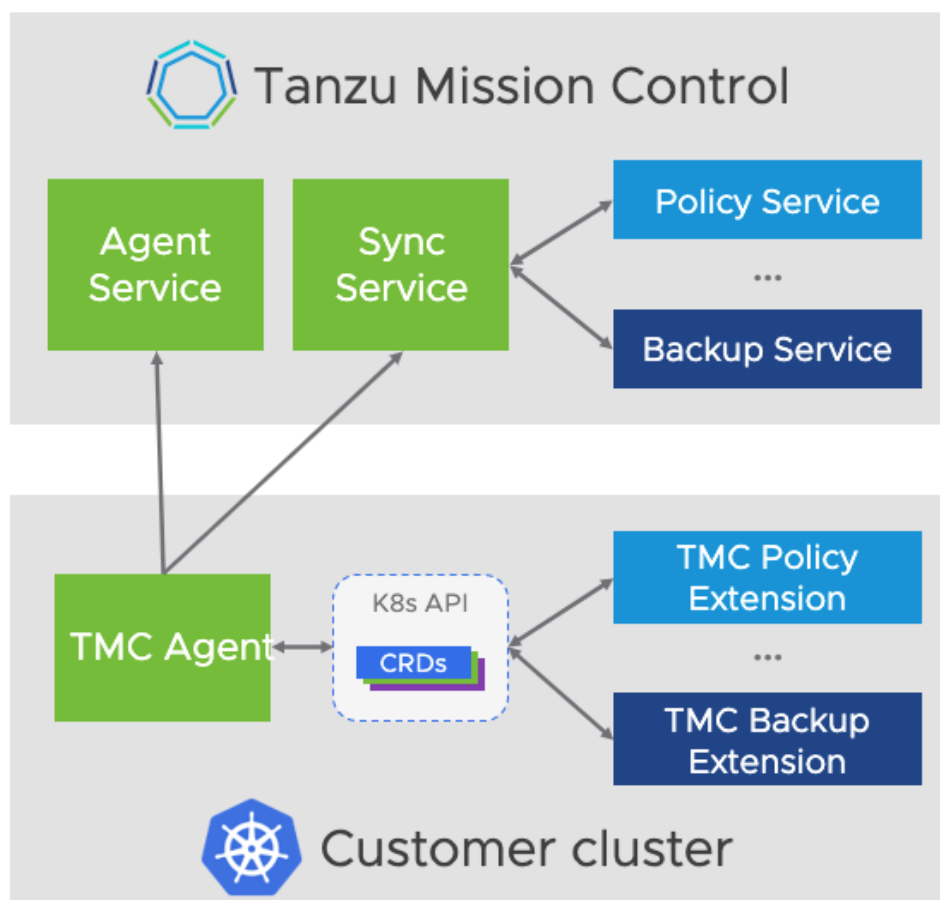 Tanzu Mission Control
Agent
Service
Sync
Service
Policy Service
...
Backup Service
TMC Agent
K8s API
CRDs
TMC Policy
Extension
...
TMC Backup
Extension
Customer cluster